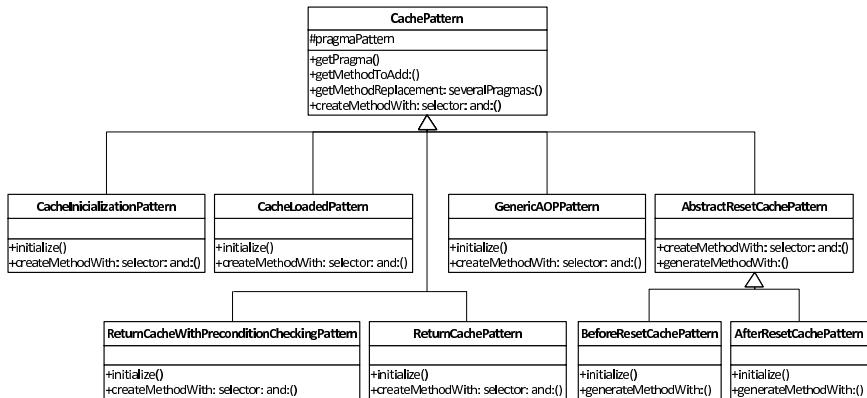 CachePattern
#pragmaPattern
+getPragma()
+getMethodToAdd:()
+getMethodReplacement: severalPragmas:()
+createMethodWith: selector: and:()
CacheInicializationPattern
+initialize()
+createMethodWith: selector: and:()
CacheLoadedPattern
+initialize()
+createMethodWith: selector: and:()
GenericAOPPattern
+initialize()
+createMethodWith: selector: and:()
AbstractResetCachePattern
+createMethodWith: selector: and:()
+generateMethodWith:()
ReturnCacheWithPreconditionCheckingPattern
+initialize()
+createMethodWith: selector: and:()
ReturnCachePattern
+initialize()
+createMethodWith: selector: and:()
BeforeResetCachePattern
+initialize()
+generateMethodWith:()
AfterResetCachePattern
+initialize()
+generateMethodWith:()